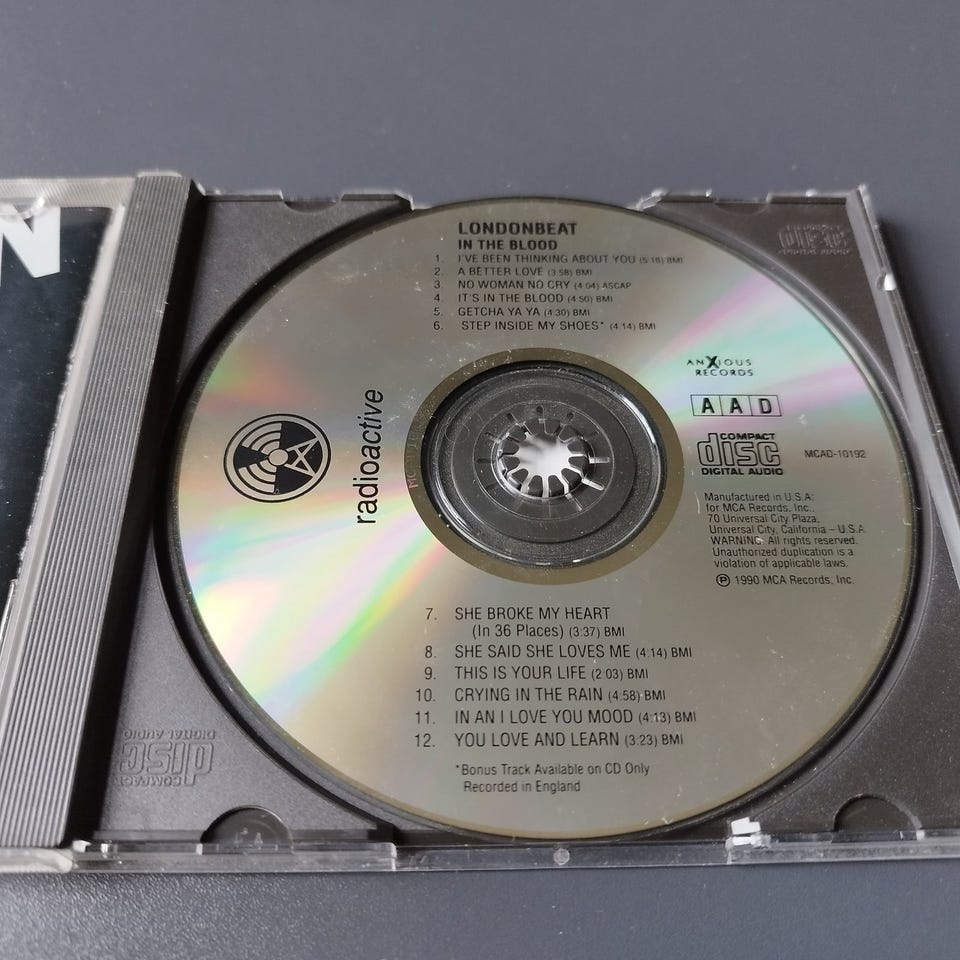 N
LONDONBEAT
IN THE BLOOD
1. I'VE BEEN THINKING ABOUT YOU (5:16) BMI
2. A BETTER LOVE (3:58) BMI
3. NO WOMAN NO CRY (4:04) ASCAP
4. IT'S IN THE BLOOD (4:50) BMI
5. GETCHA YA YA (4:30) BMI
6. STEP INSIDE MY SHOES* (4:14) BMI
disc
DIGITAL AUDIO
ANXIOUS
RECORDS
AAD
COMPACT
disc
DIGITAL AUDIO
MCAD-10192
radioactive
Manufactured in U.S.A.
for MCA Records, Inc.,
70 Universal City Plaza,
Universal City, California – U.S.A.
WARNING: All rights reserved.
Unauthorized duplication is a
violation of applicable laws.
℗ 1990 MCA Records, Inc.
7. SHE BROKE MY HEART
(In 36 Places) (3:37) BMI
8. SHE SAID SHE LOVES ME (4:14) BMI
9. THIS IS YOUR LIFE (2:03) BMI
10. CRYING IN THE RAIN (4:58) BMI
11. IN AN I LOVE YOU MOOD (4:13) BMI
12. YOU LOVE AND LEARN (3:23) BMI
*Bonus Track Available on CD Only
Recorded in England
COMPACT
disc
DIGITAL AUDIO